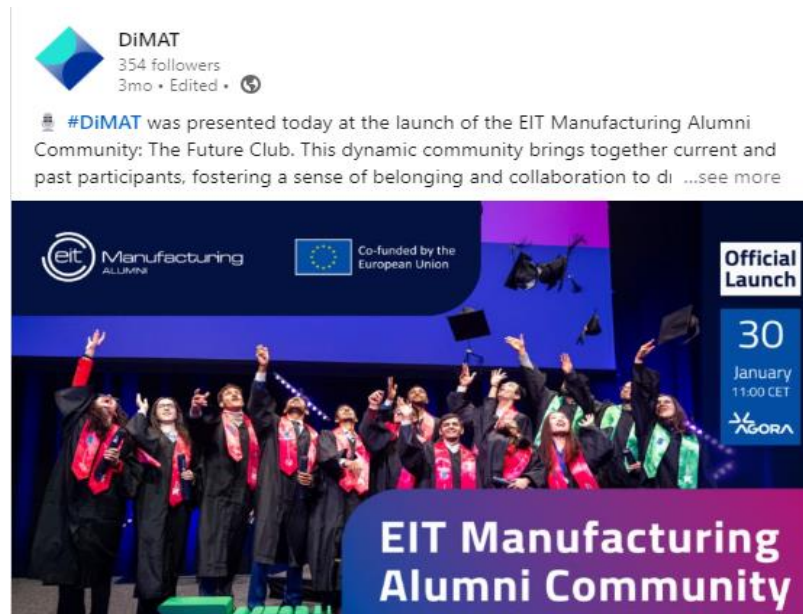 DiMAT
354 followers
3mo • Edited •
#DiMAT was presented today at the launch of the EIT Manufacturing Alumni
Community: The Future Club. This dynamic community brings together current and
past participants, fostering a sense of belonging and collaboration to ...see more
eit Manufacturing
ALUMNI
Co-funded by the
European Union
Official
Launch
30
January
11:00 CET
AGORA
EIT Manufacturing
Alumni Community